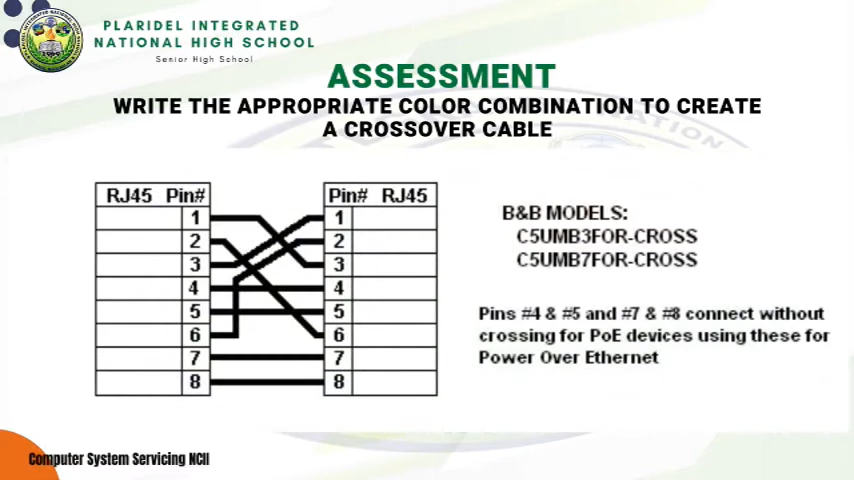 PLARIDEL INTEGRATED
NATIONAL HIGH SCHOOL
Senior High School
ASSESSMENT
WRITE THE APPROPRIATE COLOR COMBINATION TO CREATE
A CROSSOVER CABLE
RJ45 Pin# Pin# RJ45
1 1
2 2
3 3
4 4
5 5
6 6
7 7
8 8
B&B MODELS:
C5UMB3FOR-CROSS
C5UMB7FOR-CROSS
Pins #4 & #5 and #7 & #8 connect without
crossing for PoE devices using these for
Power Over Ethernet
Computer System Servicing NCII